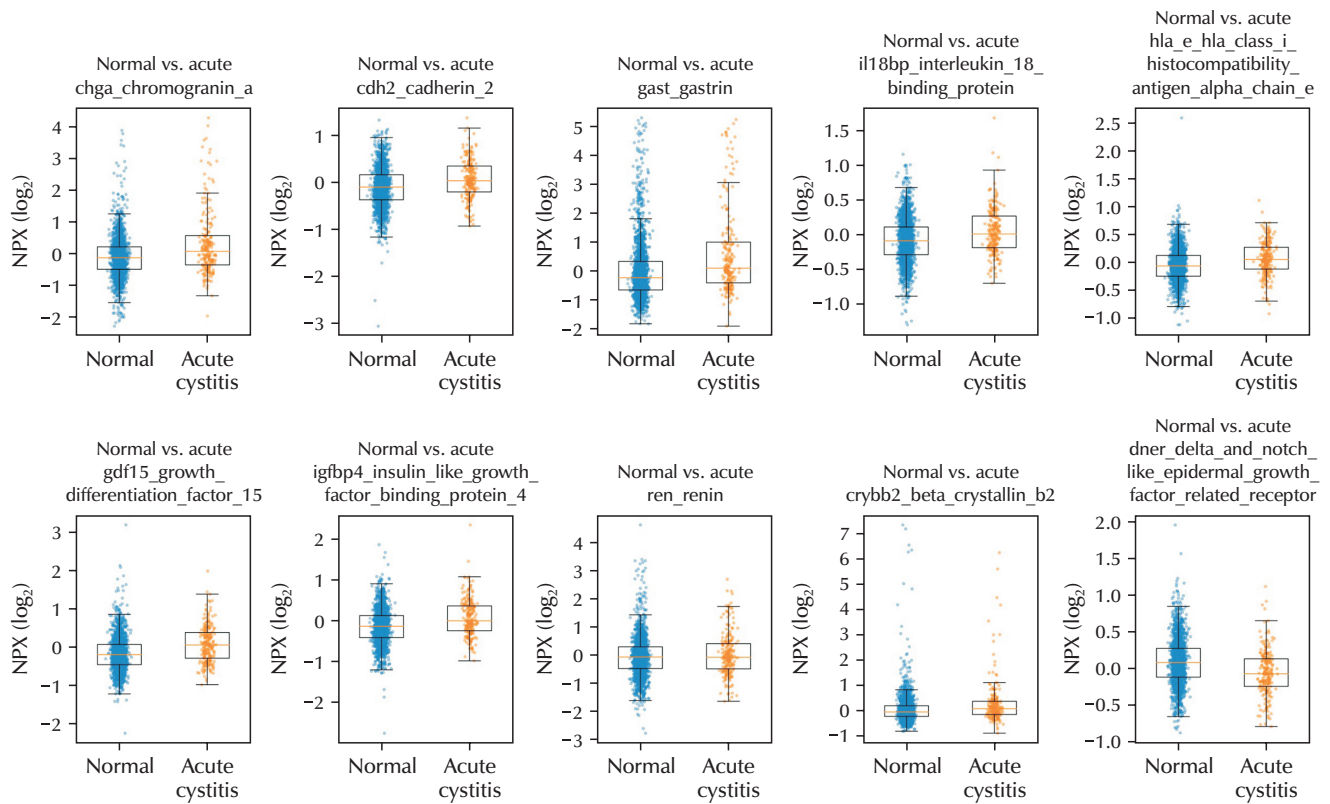 Normal vs. acute
chga_chromogranin_a
NPX (log2)
4
3
2
1
0
−1
−2
Normal
Acute
cystitis
Normal vs. acute
cdh2_cadherin_2
NPX (log2)
1
0
−1
−2
−3
Normal
Acute
cystitis
Normal vs. acute
gast_gastrin
NPX (log2)
5
4
3
2
1
0
−1
−2
Normal
Acute
cystitis
Normal vs. acute
il18bp_interleukin_18_
binding_protein
NPX (log2)
1.5
1.0
0.5
0.0
−0.5
−1.0
Normal
Acute
cystitis
Normal vs. acute
hla_e_hla_class_i_
histocompatibility_
antigen_alpha_chain_e
NPX (log2)
2.5
2.0
1.5
1.0
0.5
0.0
−0.5
−1.0
Normal
Acute
cystitis
Normal vs. acute
gdf15_growth_
differentiation_factor_15
NPX (log2)
3
2
1
0
−1
−2
Normal
Acute
cystitis
Normal vs. acute
igfbp4_insulin_like_growth_
factor_binding_protein_4
NPX (log2)
2
1
0
−1
−2
Normal
Acute
cystitis
Normal vs. acute
ren_renin
NPX (log2)
4
3
2
1
0
−1
−2
−3
Normal
Acute
cystitis
Normal vs. acute
crybb2_beta_crystallin_b2
NPX (log2)
7
6
5
4
3
2
1
0
−1
Normal
Acute
cystitis
Normal vs. acute
dner_delta_and_notch_
like_epidermal_growth_
factor_related_receptor
NPX (log2)
2.0
1.5
1.0
0.5
0.0
−0.5
−1.0
Normal
Acute
cystitis